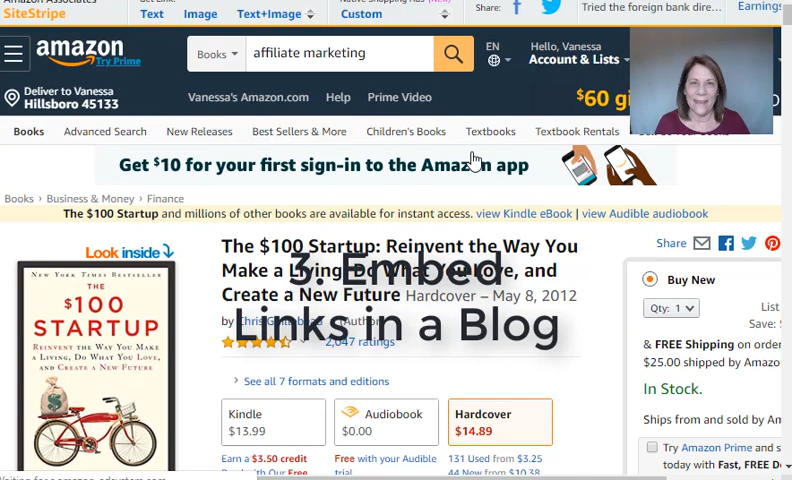 Amazon Associates
SiteStripe
Text Image Text+Image
Custom
Share
Tried the foreign bank dire...
Earnings
amazon
Try Prime
Books affiliate marketing
EN
Hello, Vanessa
Account & Lists
Deliver to Vanessa
Hillsboro 45133
Vanessa's Amazon.com Help Prime Video
$60 gi
Books Advanced Search New Releases Best Sellers & More Children's Books Textbooks Textbook Rentals
Get $10 for your first sign-in to the Amazon app
Books › Business & Money › Finance
The $100 Startup and millions of other books are available for instant access. view Kindle eBook | view Audible audiobook
Look inside
NEW YORK TIMES BESTSELLER
THE
$100
STARTUP
REINVENT THE WAY YOU
MAKE A LIVING, DO WHAT YOU LOVE,
AND CREATE A NEW FUTURE
The $100 Startup: Reinvent the Way You
Make a Living, Do What You Love, and
Create a New Future Hardcover – May 8, 2012
by Chris Guillebeau (Author)
2,047 ratings
3. Embed
Links in a Blog
See all 7 formats and editions
Kindle
$13.99
Audiobook
$0.00
Hardcover
$14.89
Earn a $3.50 credit
Free with your Audible
trial
131 Used from $3.25
44 New from $10.38
Share
Buy New
Qty: 1
List
Save:
& FREE Shipping on order
$25.00 shipped by Amazo
In Stock.
Ships from and sold by Am
Try Amazon Prime and s
today with Fast, FREE D